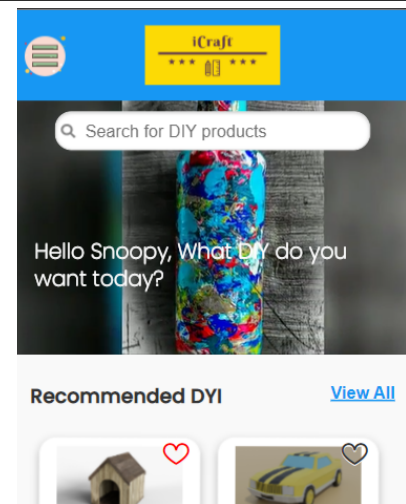 iCraft
Search for DIY products
Hello Snoopy, What DIY do you
want today?
Recommended DYI
View All